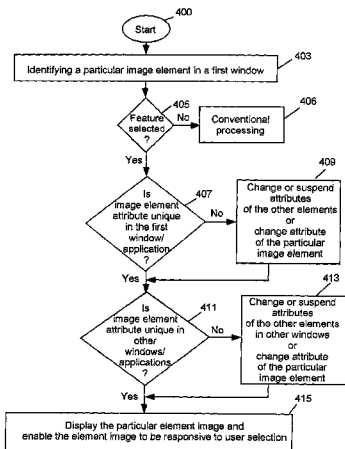 400
Start
403
Identifying a particular image element in a first window
405
Feature
selected
?
No
406
Conventional
processing
Yes
407
Is
image element
attribute unique
in the first
window/
application
?
No
409
Change or suspend
attributes
of the other elements
or
change attribute
of the particular
image element
Yes
411
Is
image element
attribute unique in
other
windows/
applications
?
No
413
Change or suspend
attributes
of the other elements
in other windows
or
change attribute
of the particular
image element
Yes
415
Display the particular element image and
enable the element image to be responsive to user selection